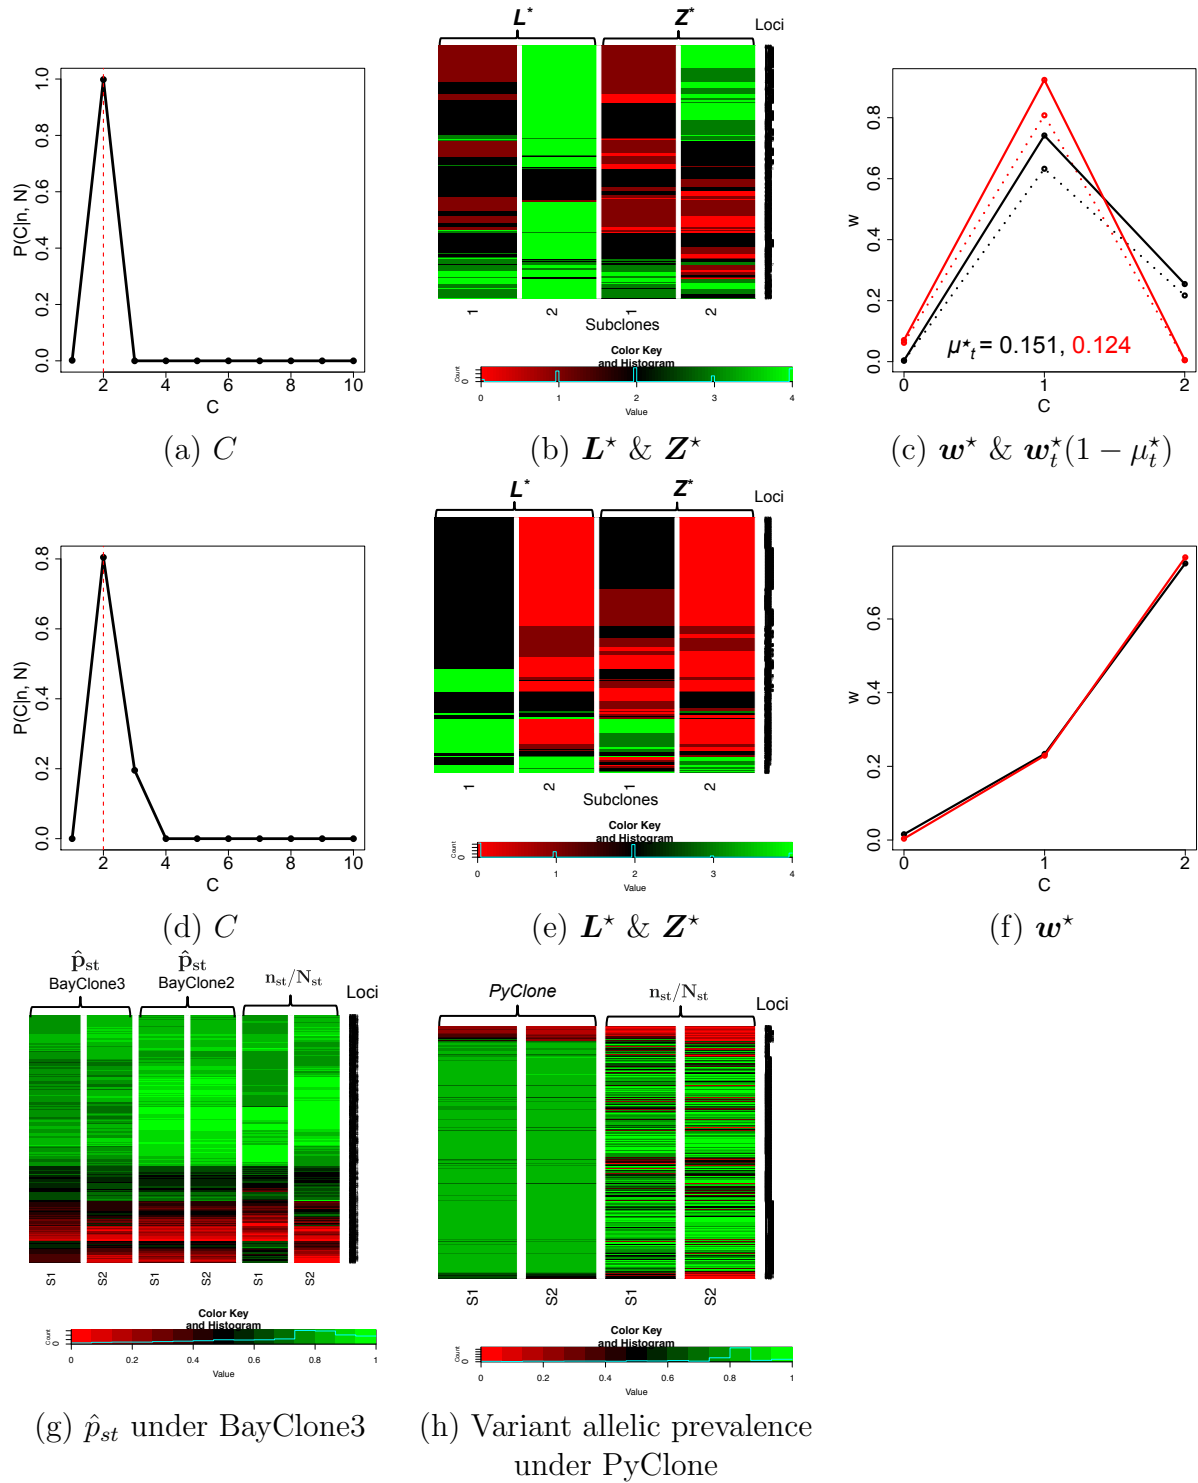 P(C|n, N)
0.0 0.2 0.4 0.6 0.8 1.0
2 4 6 8 10
C
(a) C
L* Z* Loci
1 2 1 2
Subclones
Color Key
and Histogram
Count
0
0 1 2 3 4
Value
(b) L* & Z*
w
0.0 0.2 0.4 0.6 0.8
μ*t = 0.151, 0.124
0 1 2
C
(c) w* & w*t(1 − μ*t)
P(C|n, N)
0.0 0.2 0.4 0.6 0.8
2 4 6 8 10
C
(d) C
L* Z* Loci
1 2 1 2
Subclones
Color Key
and Histogram
Count
0
0 1 2 3 4
Value
(e) L* & Z*
w
0.0 0.2 0.4 0.6
0 1 2
C
(f) w*
p̂st p̂st nst/Nst
BayClone3 BayClone2 Loci
S1 S2 S1 S2 S1 S2
Color Key
and Histogram
Count
0
0 0.2 0.4 0.6 0.8 1
Value
(g) p̂st under BayClone3
PyClone nst/Nst Loci
S1 S2 S1 S2
Color Key
and Histogram
Count
0
0 0.2 0.4 0.6 0.8 1
Value
(h) Variant allelic prevalence
under PyClone